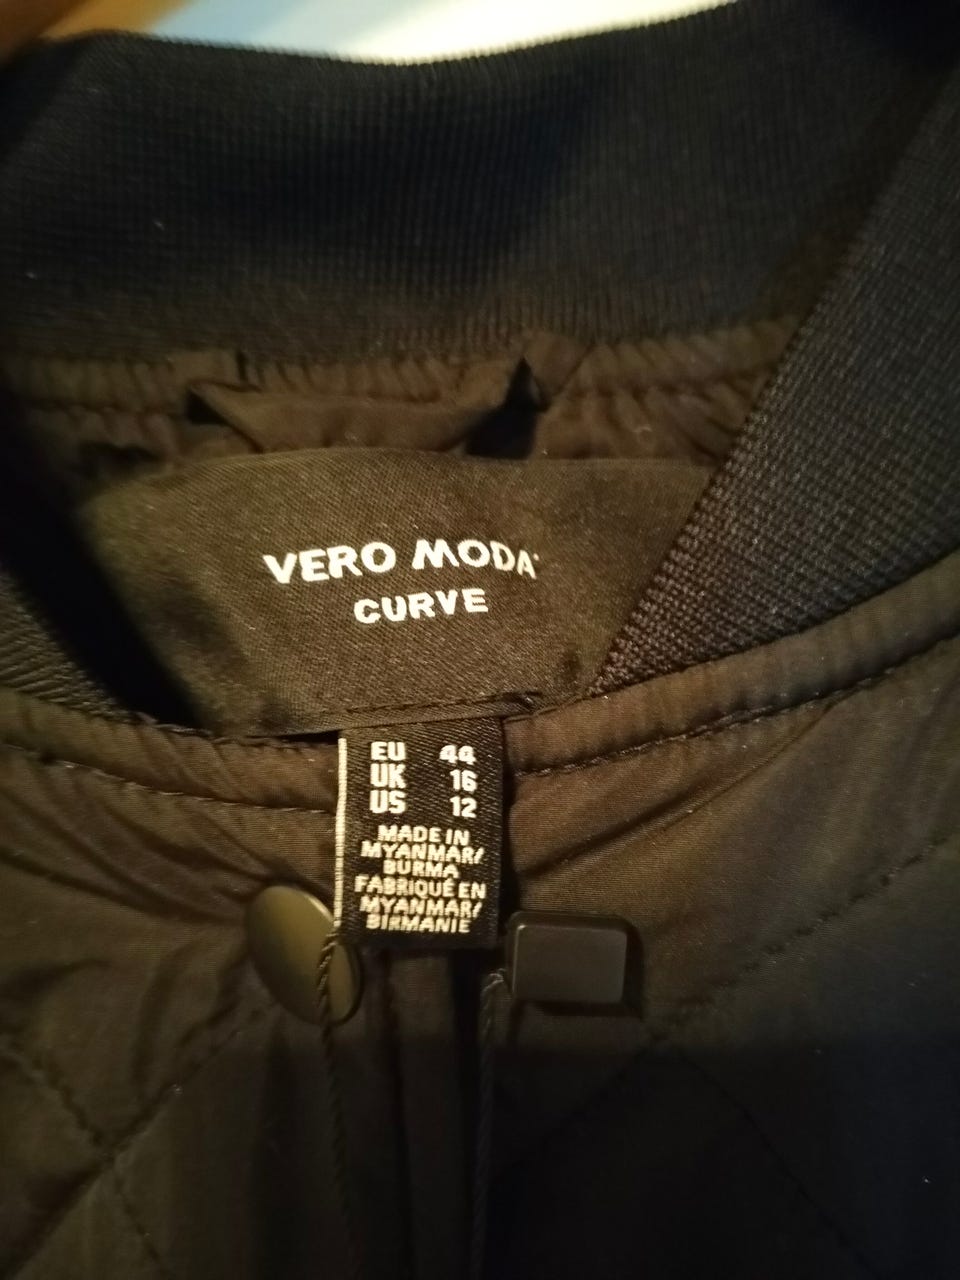 VERO MODA
CURVE
EU 44
UK 16
US 12
MADE IN
MYANMAR/
BURMA
FABRIQUÉ EN
MYANMAR/
BIRMANIE